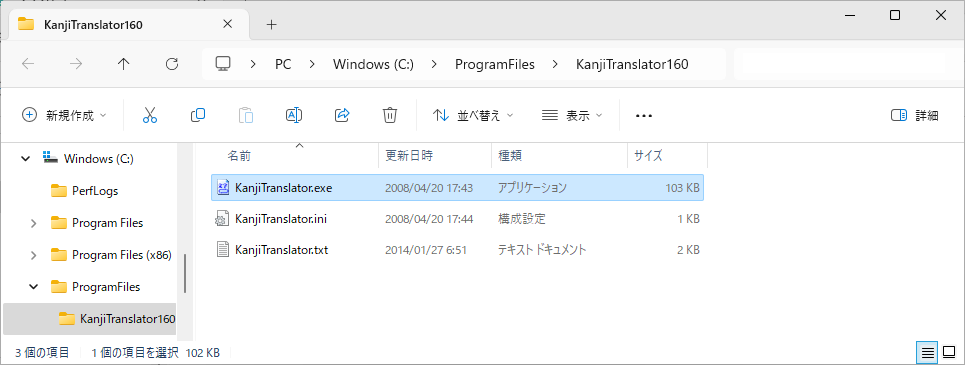 KanjiTranslator160
PC > Windows (C:) > ProgramFiles > KanjiTranslator160
新規作成 並べ替え 表示 ... 詳細
Windows (C:)
PerfLogs
Program Files
Program Files (x86)
ProgramFiles
KanjiTranslator160
名前 更新日時 種類 サイズ
KanjiTranslator.exe 2008/04/20 17:43 アプリケーション 103 KB
KanjiTranslator.ini 2008/04/20 17:44 構成設定 1 KB
KanjiTranslator.txt 2014/01/27 6:51 テキスト ドキュメント 2 KB
3 個の項目 1 個の項目を選択 102 KB